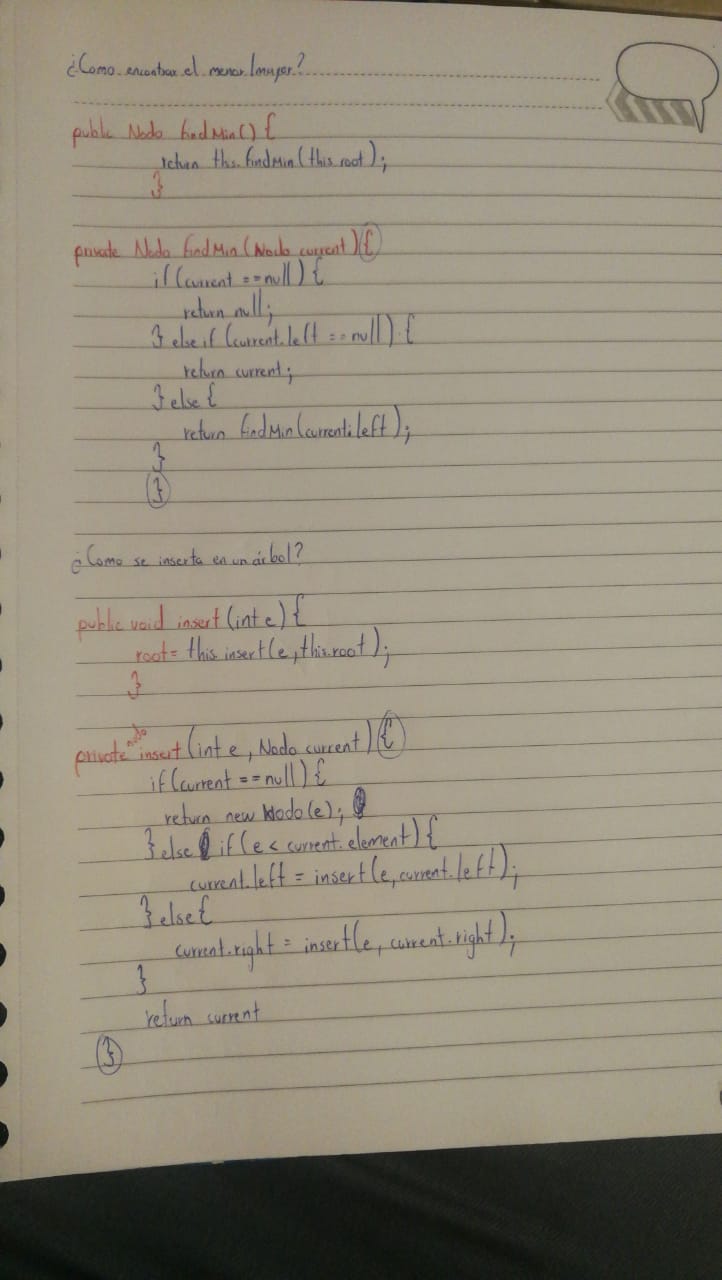 ¿Como encontrar el menor/mayor?
public Nodo findMin() {
return this.findMin(this.root);
}
private Nodo findMin(Nodo current) {
if (current == null) {
return null;
} else if (current.left == null) {
return current;
} else {
return findMin(current.left);
}
}
¿Como se inserta en un árbol?
public void insert (int e) {
root = this.insert(e, this.root);
}
private nodo insert (int e, Nodo current) {
if (current == null) {
return new Nodo(e);
} else if (e < current.element) {
current.left = insert(e, current.left);
} else {
current.right = insert(e, current.right);
}
return current
}